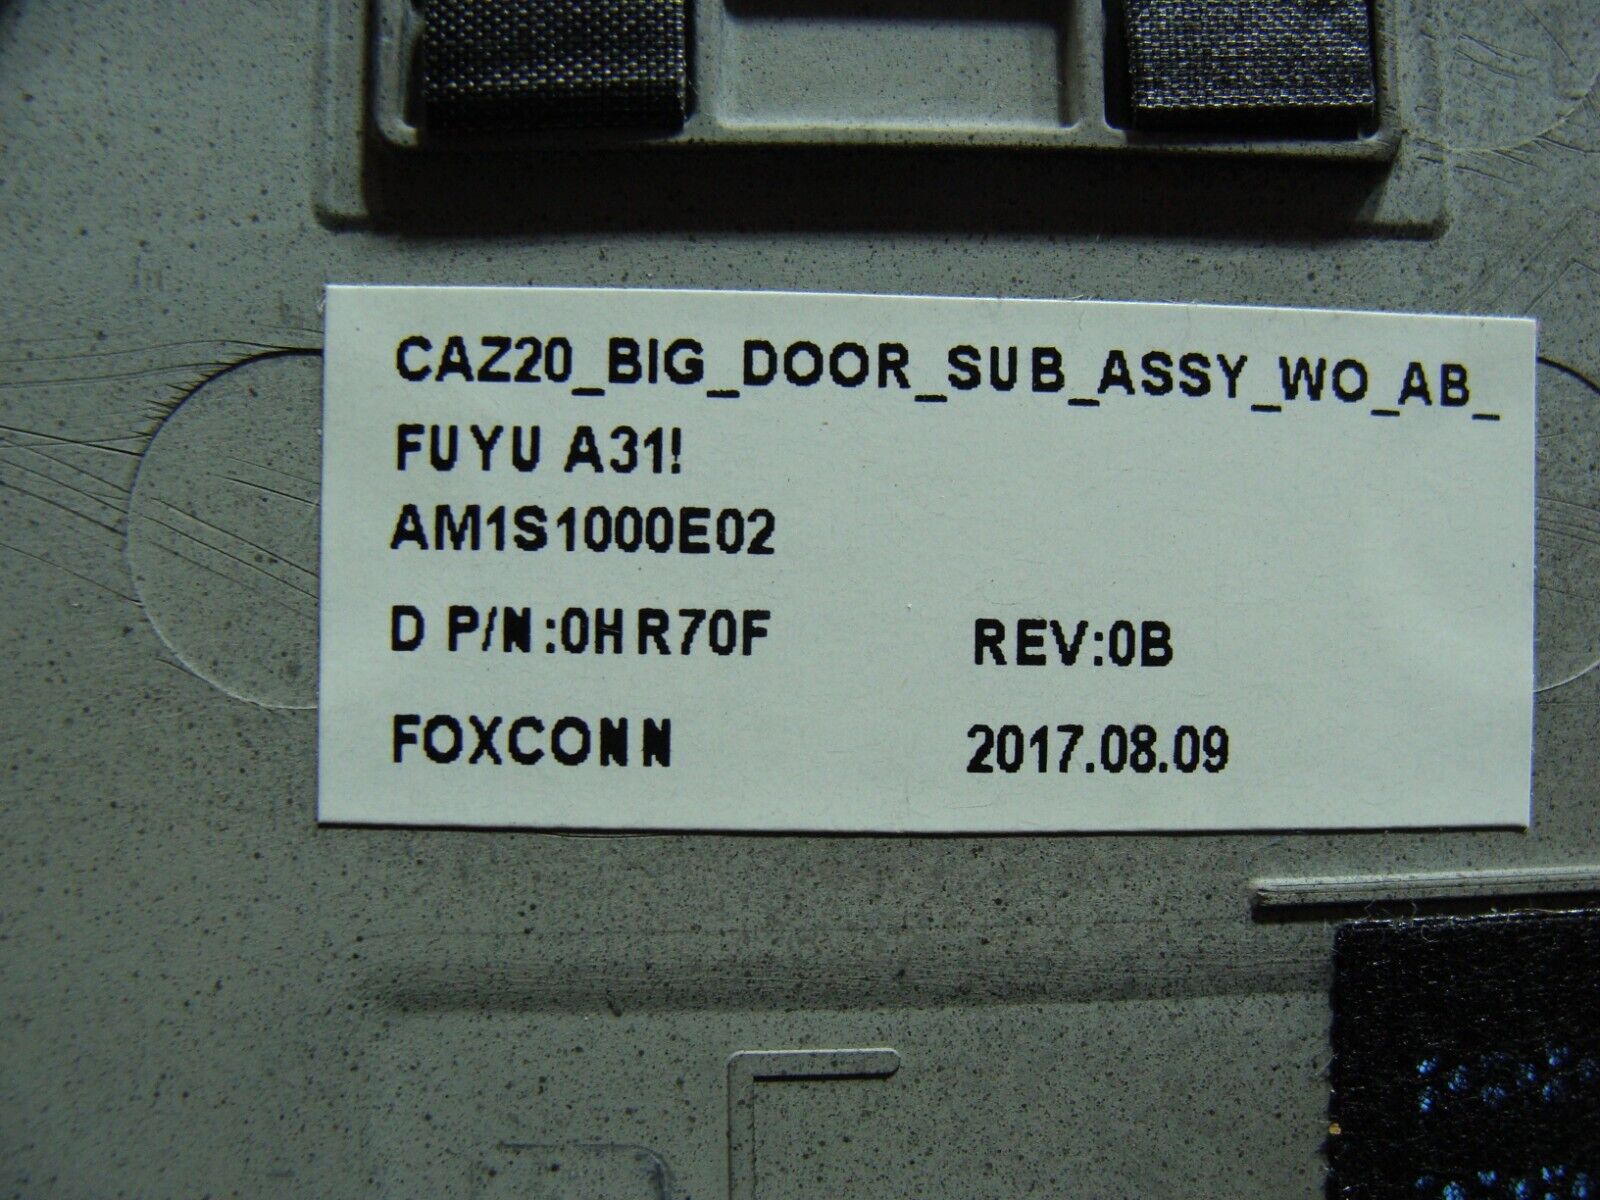 CAZ20_BIG_DOOR_SUB_ASSY_WO_AB_
FUYU A31!
AM1S1000E02
D P/N:0HR70F REV:0B
FOXCONN 2017.08.09